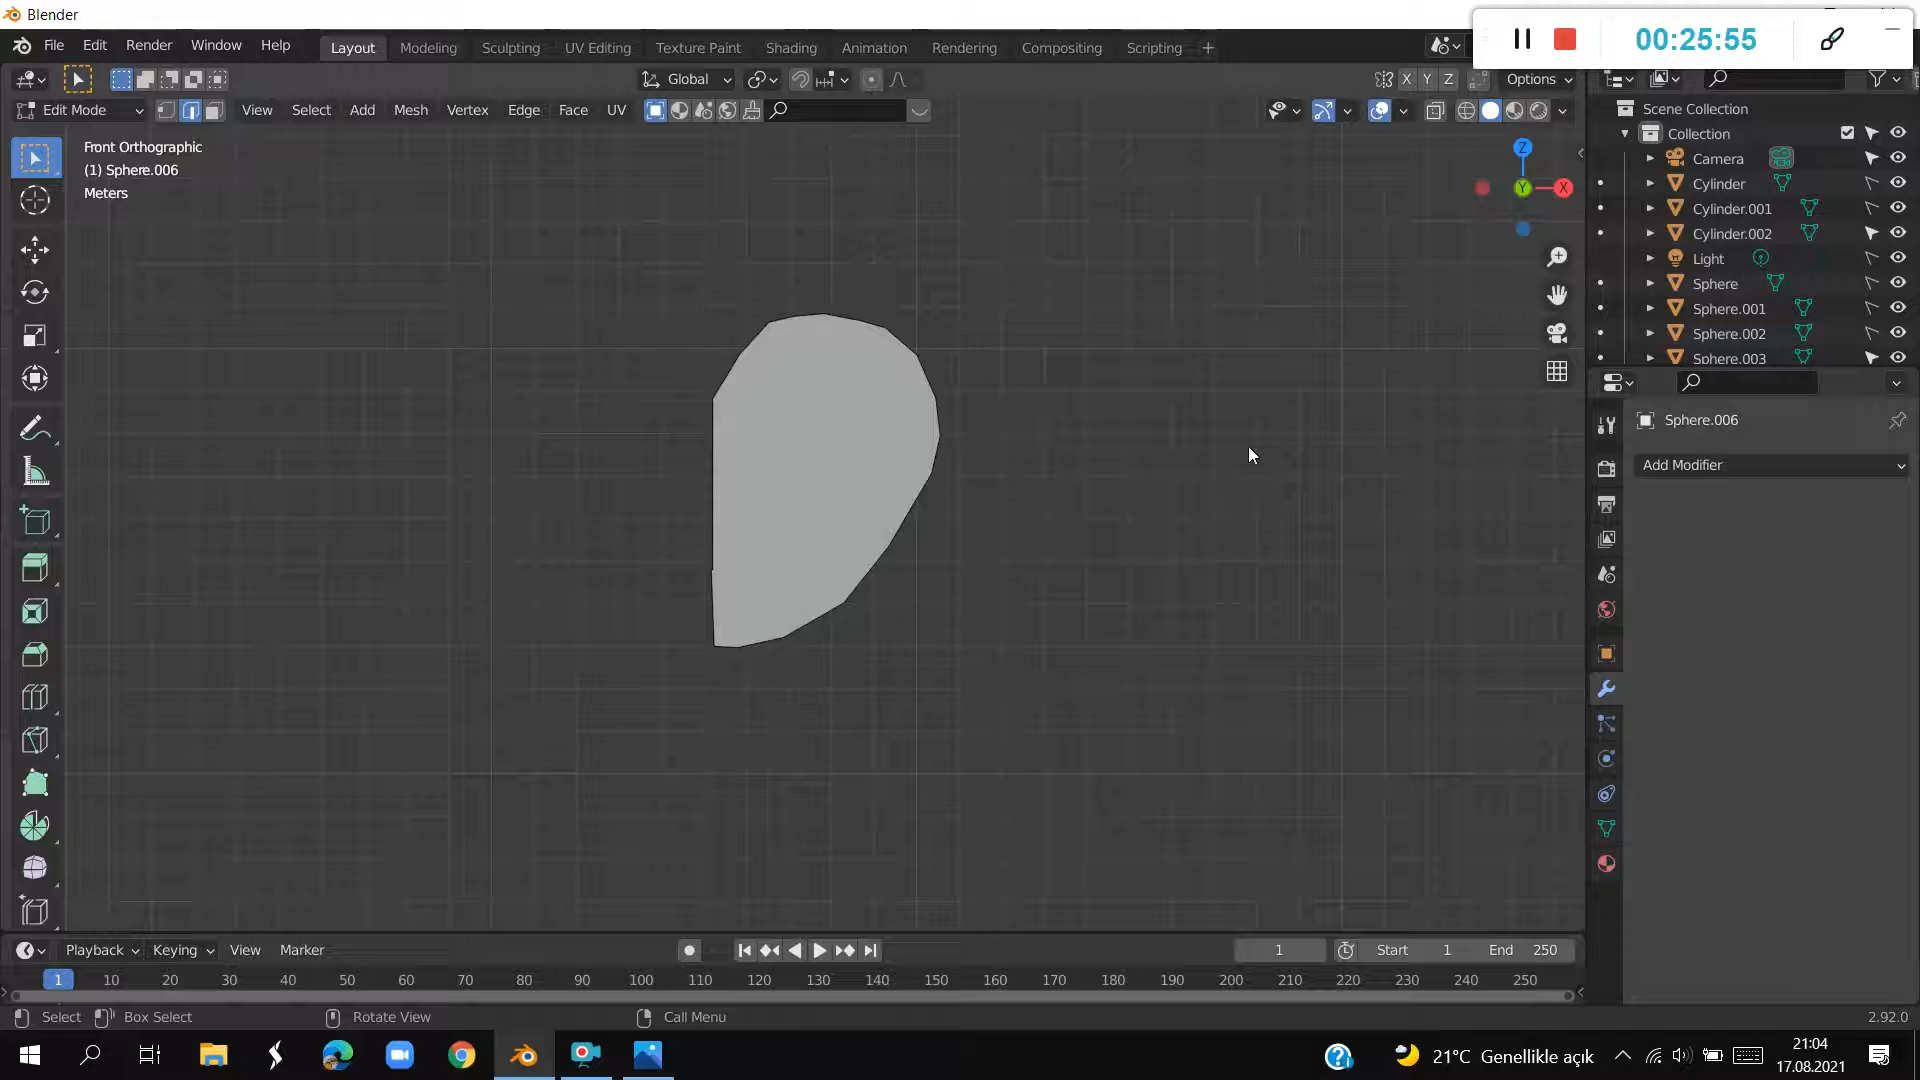 Blender
File Edit Render Window Help Layout Modeling Sculpting UV Editing Texture Paint Shading Animation Rendering Compositing Scripting +
00:25:55
Global X Y Z Options
Edit Mode View Select Add Mesh Vertex Edge Face UV
Front Orthographic
(1) Sphere.006
Meters
Z
Y
X
Scene Collection
Collection
Camera
Cylinder
Cylinder.001
Cylinder.002
Light
Sphere
Sphere.001
Sphere.002
Sphere.003
Sphere.006
Add Modifier
Playback Keying View Marker 1 Start 1 End 250
1 10 20 30 40 50 60 70 80 90 100 110 120 130 140 150 160 170 180 190 200 210 220 230 240 250
Select Box Select Rotate View Call Menu 2.92.0
21°C Genellikle açık
21:04
17.08.2021